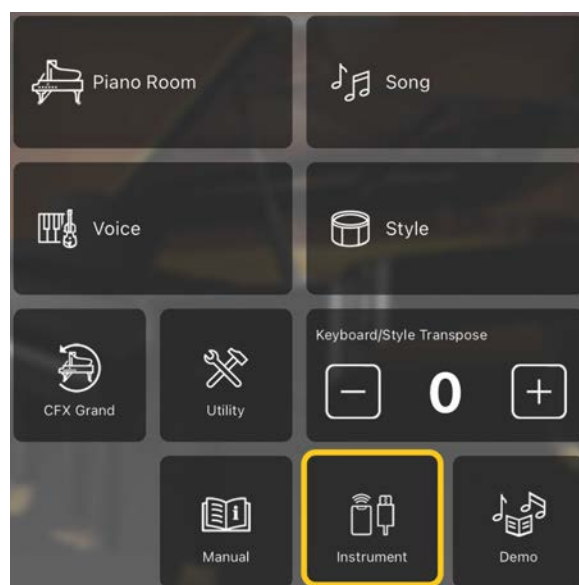 Piano Room
Song
Voice
Style
CFX Grand
Utility
Keyboard/Style Transpose
0
Manual
Instrument
Demo